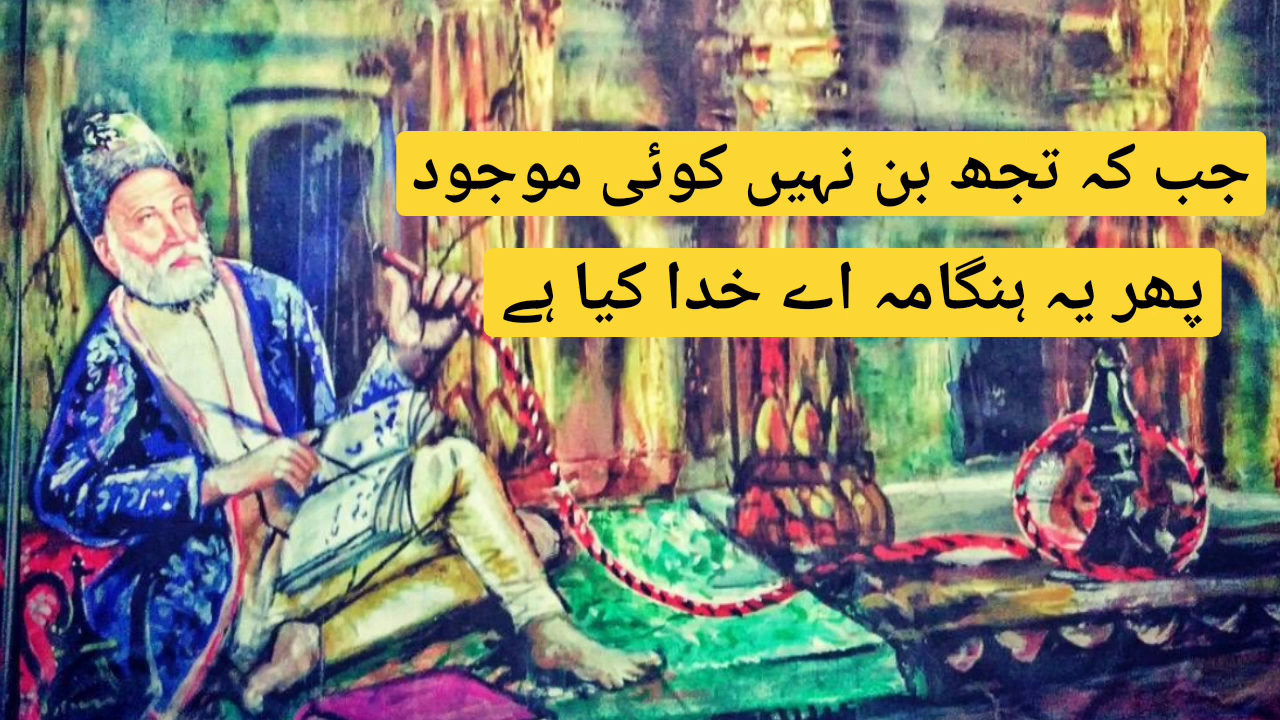 جب کہ تجھ بن نہیں کوئی موجود
پھر یہ ہنگامہ اے خدا کیا ہے